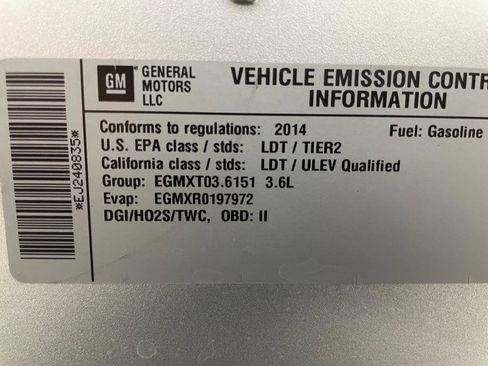 GM
GENERAL
MOTORS
LLC
VEHICLE EMISSION CONTR
INFORMATION
Conforms to regulations: 2014 Fuel: Gasoline
U.S. EPA class / stds: LDT / TIER2
California class / stds: LDT / ULEV Qualified
Group: EGMXT03.6151 3.6L
Evap: EGMXR0197972
DGI/HO2S/TWC, OBD: II
*EJ240835*